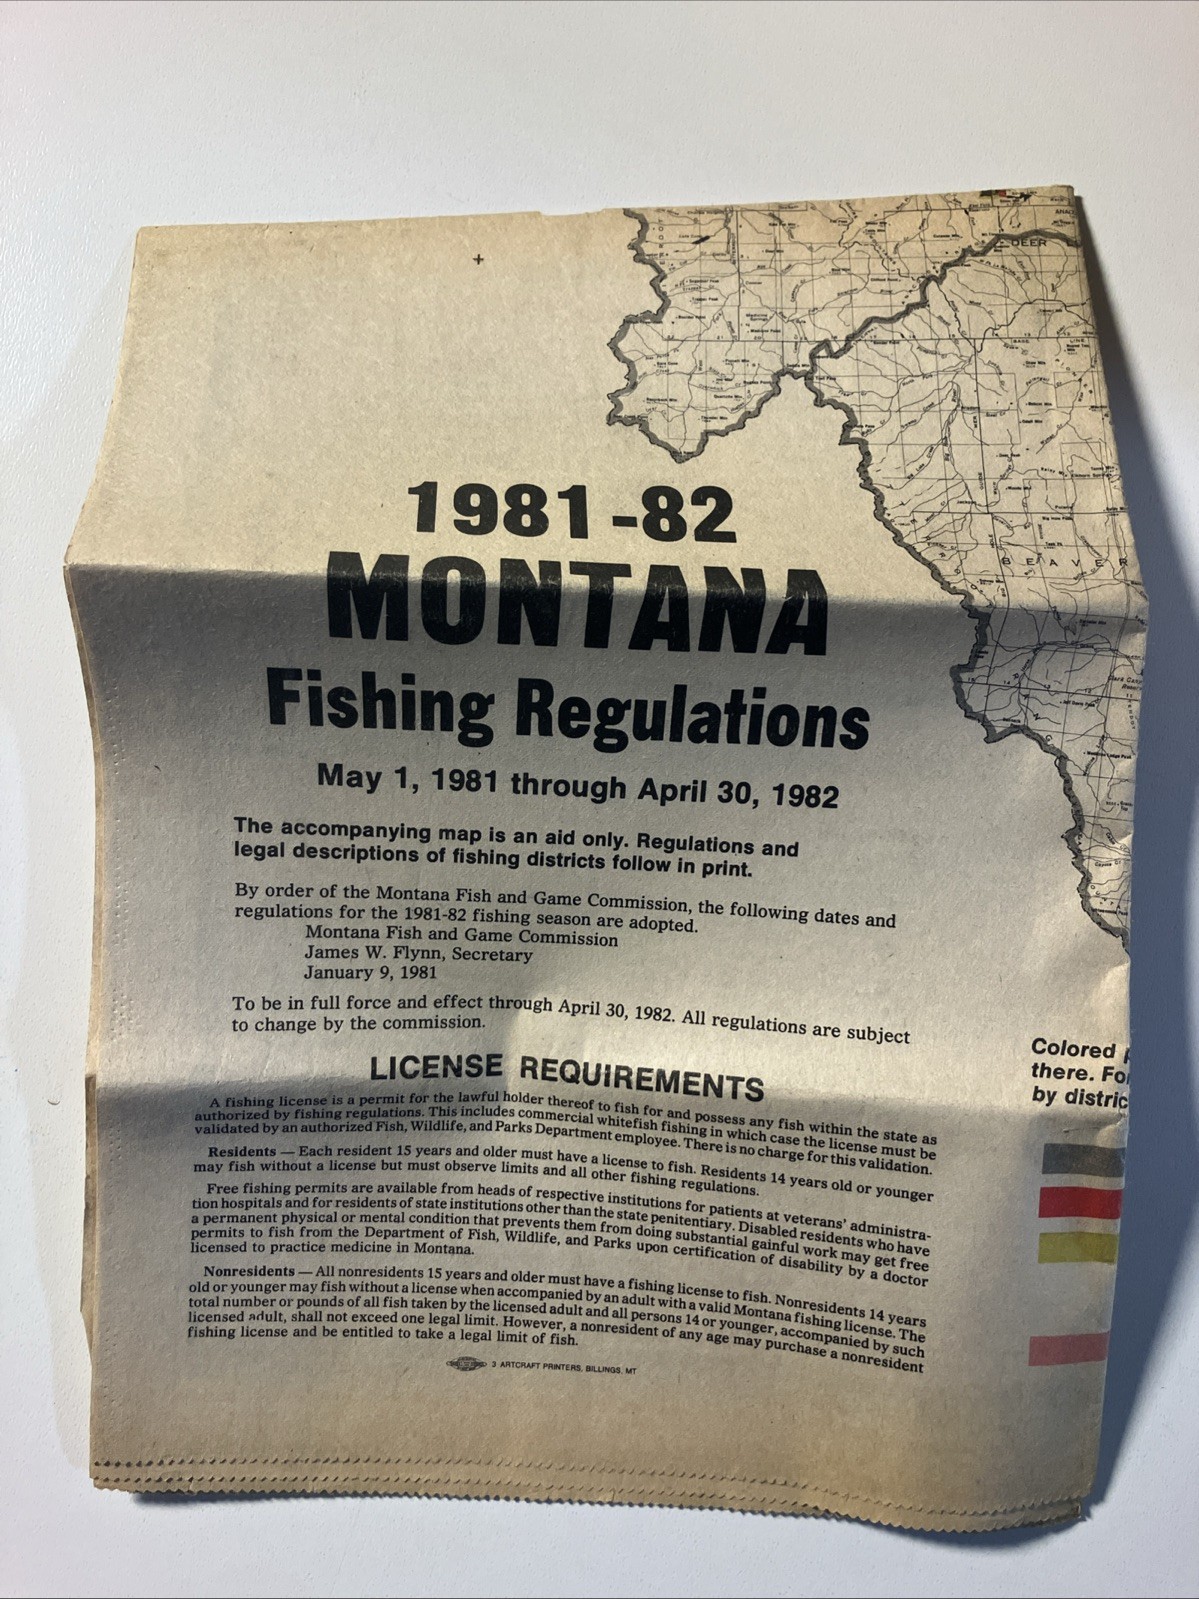 1981-82
MONTANA
Fishing Regulations
May 1, 1981 through April 30, 1982
The accompanying map is an aid only. Regulations and
legal descriptions of fishing districts follow in print.
By order of the Montana Fish and Game Commission, the following dates and
regulations for the 1981-82 fishing season are adopted.
Montana Fish and Game Commission
James W. Flynn, Secretary
January 9, 1981
To be in full force and effect through April 30, 1982. All regulations are subject
to change by the commission.
LICENSE REQUIREMENTS
A fishing license is a permit for the lawful holder thereof to fish for and possess any fish within the state as
authorized by fishing regulations. This includes commercial whitefish fishing in which case the license must be
validated by an authorized Fish, Wildlife, and Parks Department employee. There is no charge for this validation.
Residents — Each resident 15 years and older must have a license to fish. Residents 14 years old or younger
may fish without a license but must observe limits and all other fishing regulations.
Free fishing permits are available from heads of respective institutions for patients at veterans' administra-
tion hospitals and for residents of state institutions other than the state penitentiary. Disabled residents who have
a permanent physical or mental condition that prevents them from doing substantial gainful work may get free
permits to fish from the Department of Fish, Wildlife, and Parks upon certification of disability by a doctor
licensed to practice medicine in Montana.
Nonresidents — All nonresidents 15 years and older must have a fishing license to fish. Nonresidents 14 years
old or younger may fish without a license when accompanied by an adult with a valid Montana fishing license. The
total number or pounds of all fish taken by the licensed adult and all persons 14 or younger, accompanied by such
licensed adult, shall not exceed one legal limit. However, a nonresident of any age may purchase a nonresident
fishing license and be entitled to take a legal limit of fish.
3 ARTCRAFT PRINTERS, BILLINGS, MT
DEER
BEAVER
Colored
there. Fo
by distric